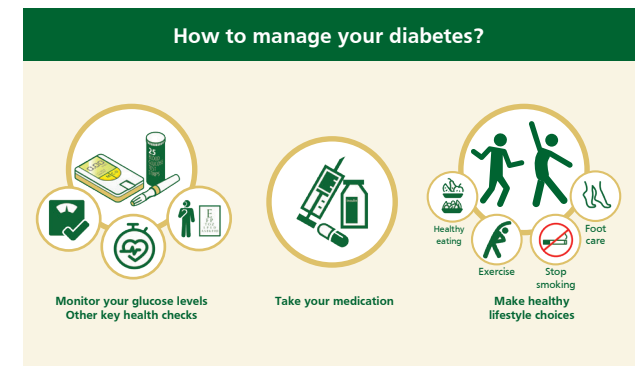 How to manage your diabetes?
25
E
Healthy
eating
Exercise
Stop
smoking
Foot
care
Monitor your glucose levels
Other key health checks
Take your medication
Make healthy
lifestyle choices